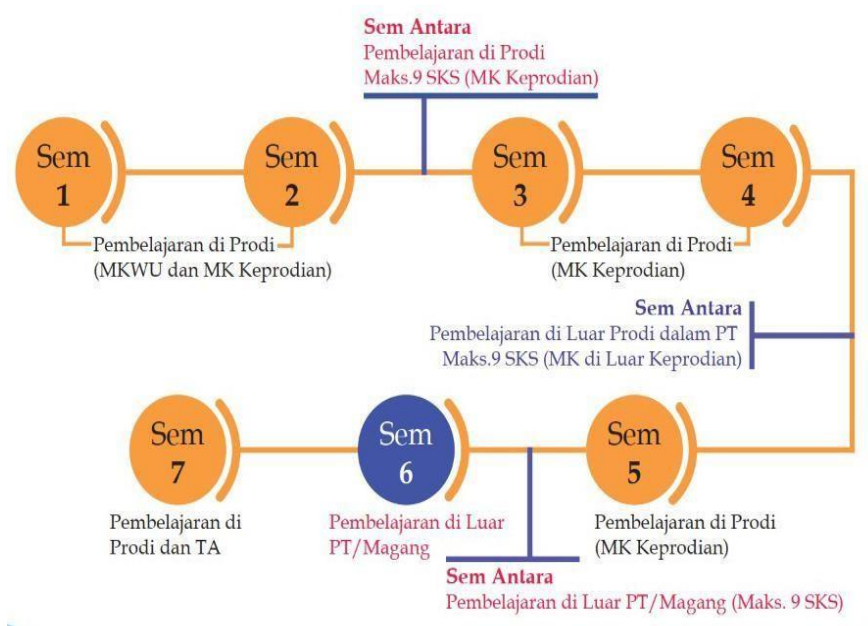 Sem Antara
Pembelajaran di Prodi
Maks.9 SKS (MK Keprodian)
Sem
1
Sem
2
Sem
3
Sem
4
Pembelajaran di Prodi
(MKWU dan MK Keprodian)
Pembelajaran di Prodi
(MK Keprodian)
Sem Antara
Pembelajaran di Luar Prodi dalam PT
Maks.9 SKS (MK di Luar Keprodian)
Sem
7
Sem
6
Sem
5
Pembelajaran di
Prodi dan TA
Pembelajaran di Luar
PT/Magang
Pembelajaran di Prodi
(MK Keprodian)
Sem Antara
Pembelajaran di Luar PT/Magang (Maks. 9 SKS)